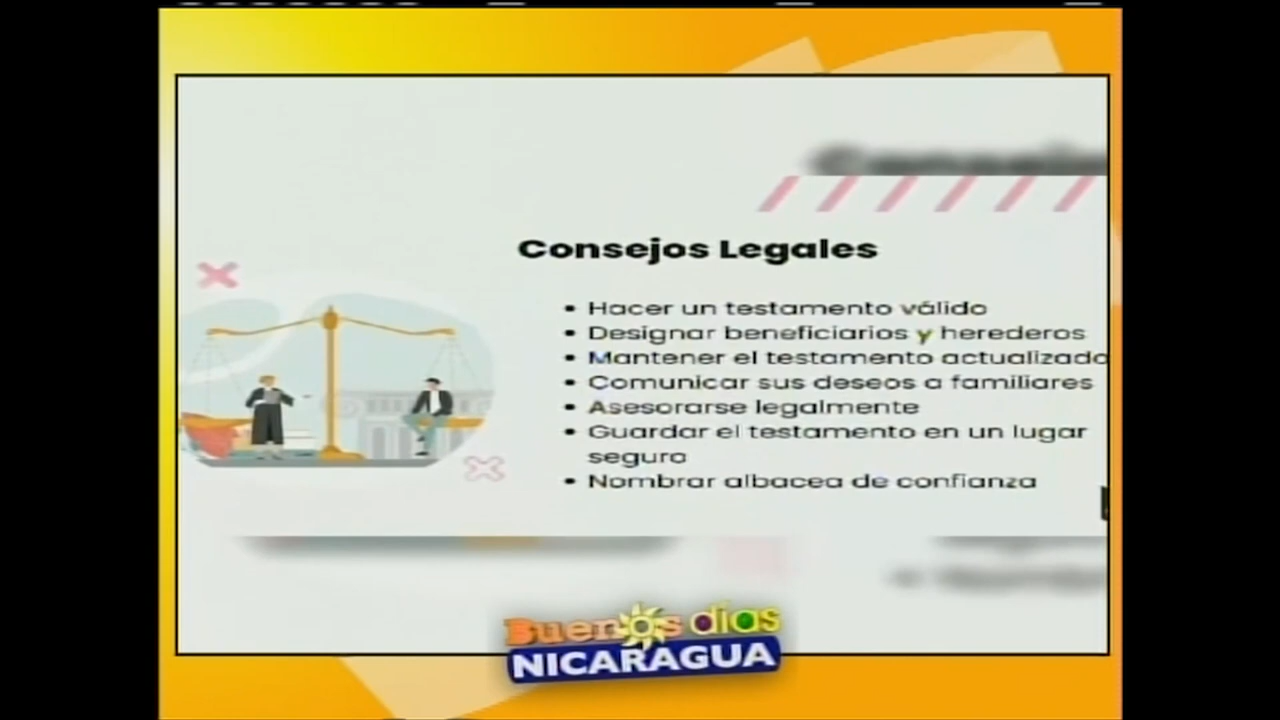 Consejos Legales
• Hacer un testamento válido
• Designar beneficiarios y herederos
• Mantener el testamento actualizado
• Comunicar sus deseos a familiares
• Asesorarse legalmente
• Guardar el testamento en un lugar
seguro
• Nombrar albacea de confianza
Buenos días
NICARAGUA